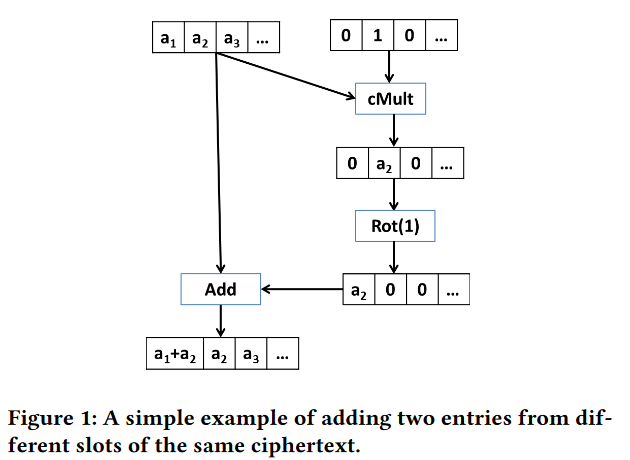 a₁ a₂ a₃ ...
0 1 0 ...
cMult
0 a₂ 0 ...
Rot(1)
Add
a₂ 0 0 ...
a₁+a₂ a₂ a₃ ...
Figure 1: A simple example of adding two entries from dif-
ferent slots of the same ciphertext.